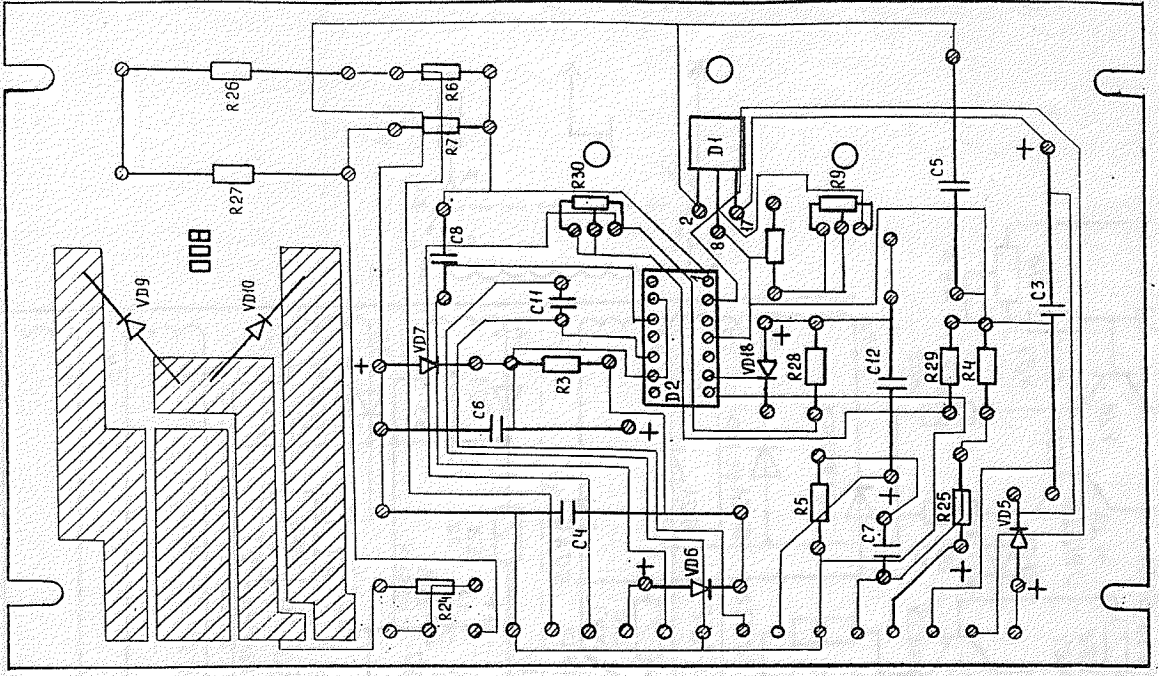 R26
R6
R7
R27
D1
R30
R9
C5
+
2
17
8
C8
VD9
VD10
C11
1
C3
VD7
+
+
R3
VD18
R28
C12
R29
R4
D2
C6
+
R5
+
C7
R25
VD5
C4
+
VD6
+
+
R24